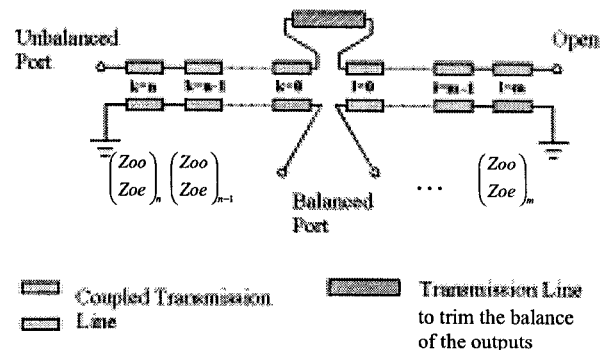 Unbalanced
Port
Open
k=n k=n-1 k=0 l=0 l=m-1 l=m
(Zoo Zoe)n (Zoo Zoe)n-1 ... (Zoo Zoe)m
Balanced
Port
Coupled Transmission
Line
Transmission Line
to trim the balance
of the outputs